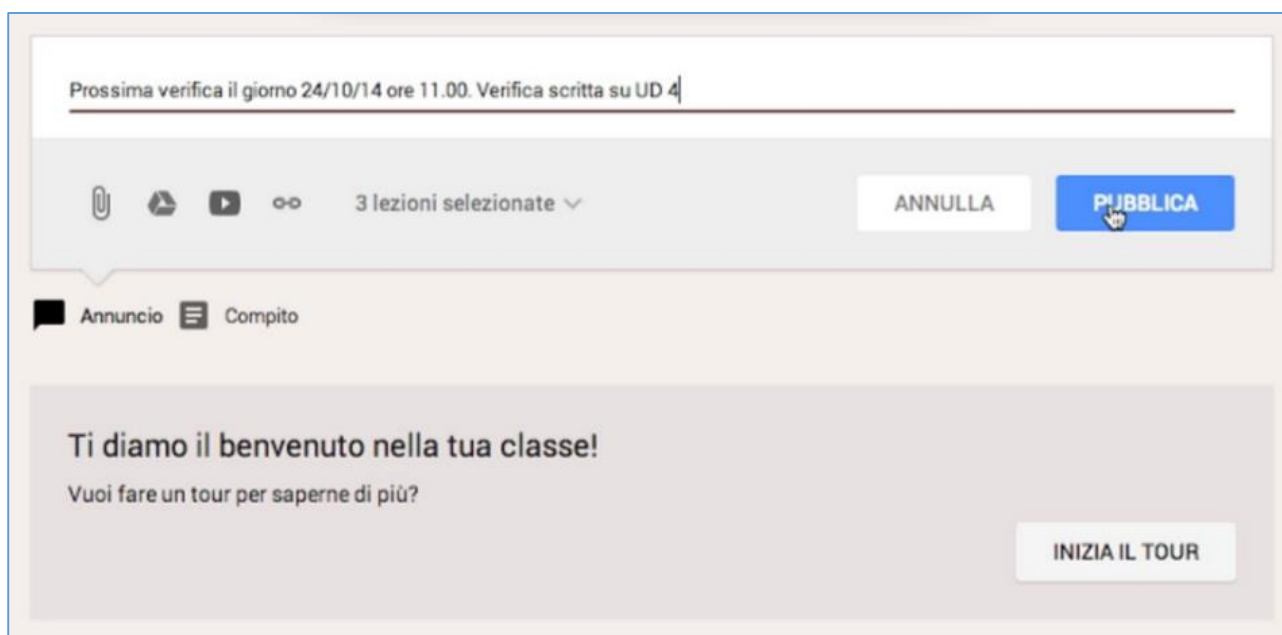 Prossima verifica il giorno 24/10/14 ore 11.00. Verifica scritta su UD 4
3 lezioni selezionate
ANNULLA
PUBBLICA
Annuncio
Compito
Ti diamo il benvenuto nella tua classe!
Vuoi fare un tour per saperne di più?
INIZIA IL TOUR